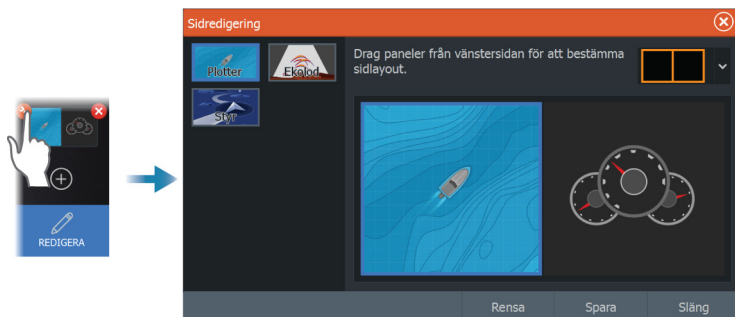 REDIGERA
Sidredigering
Plotter
Ekolod
Styr
Drag paneler från vänstersidan för att bestämma
sidlayout.
Rensa
Spara
Släng